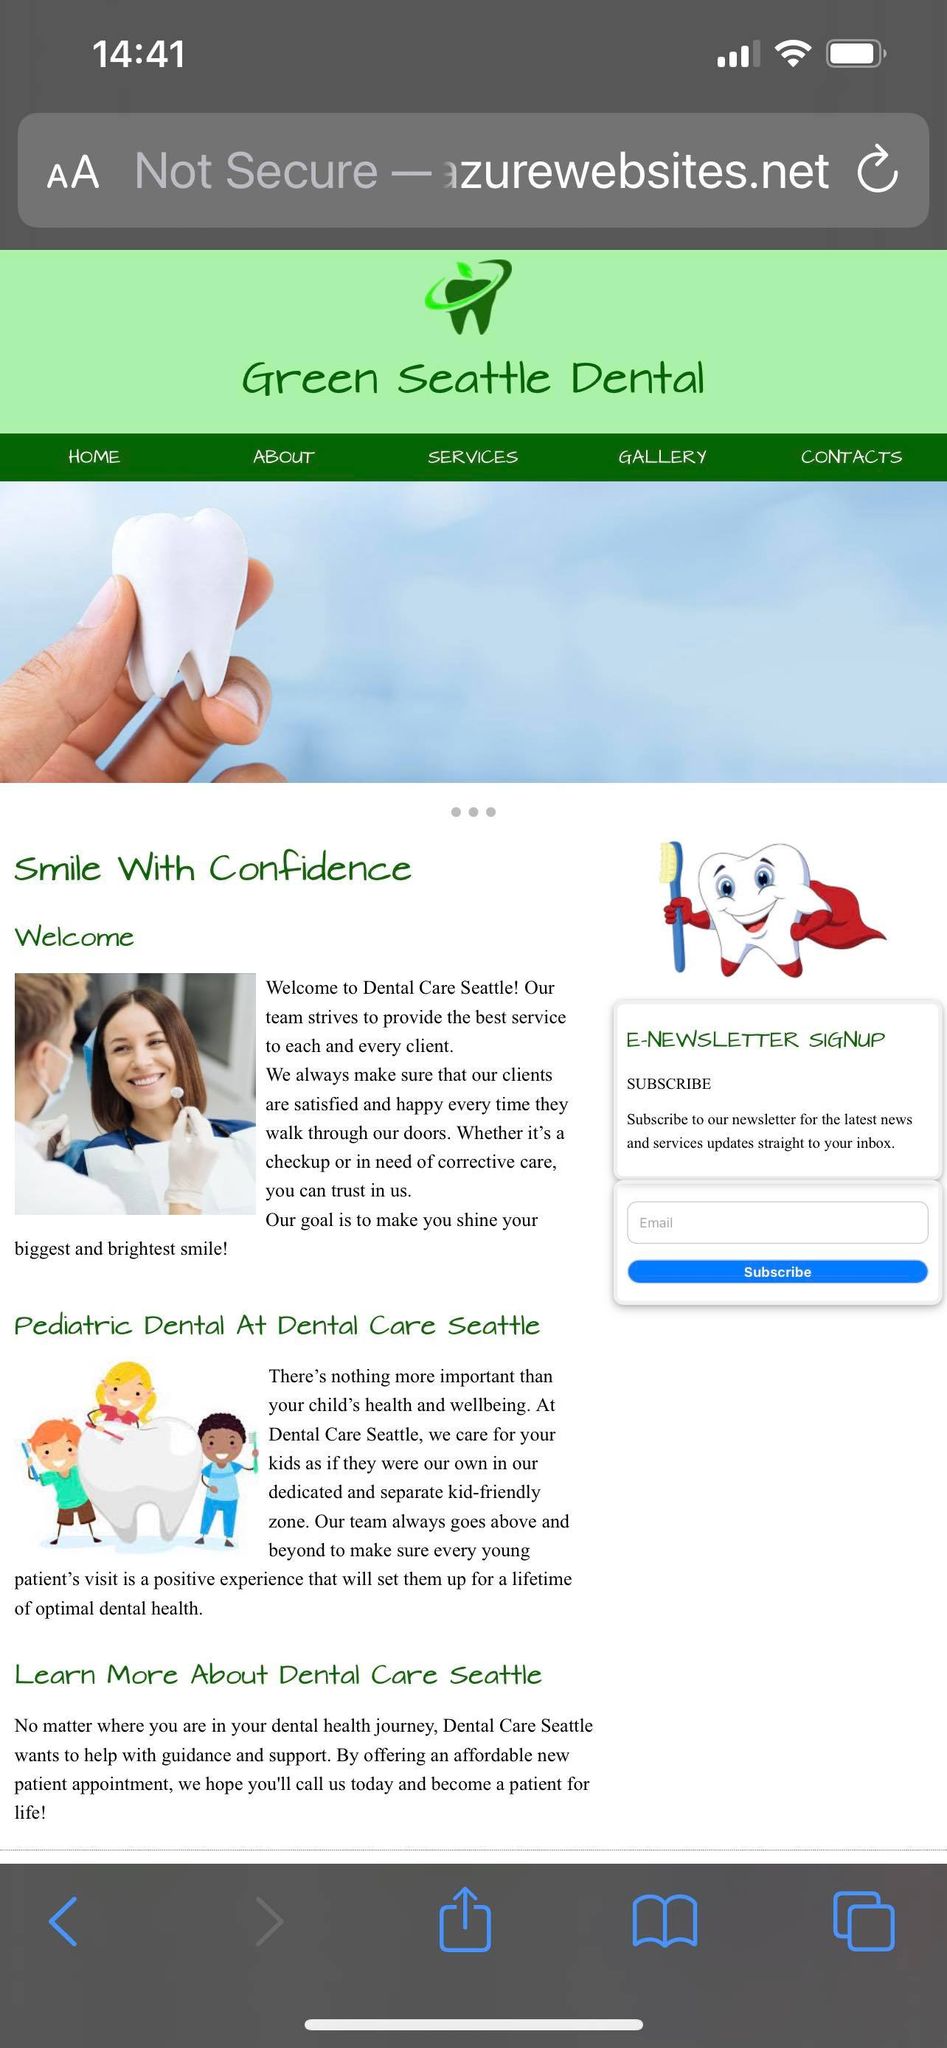 14:41
AA Not Secure — azurewebsites.net
Green Seattle Dental
HOME ABOUT SERVICES GALLERY CONTACTS
Smile With Confidence
Welcome
Welcome to Dental Care Seattle! Our
team strives to provide the best service
to each and every client.
We always make sure that our clients
are satisfied and happy every time they
walk through our doors. Whether it’s a
checkup or in need of corrective care,
you can trust in us.
Our goal is to make you shine your
biggest and brightest smile!
Pediatric Dental At Dental Care Seattle
There’s nothing more important than
your child’s health and wellbeing. At
Dental Care Seattle, we care for your
kids as if they were our own in our
dedicated and separate kid-friendly
zone. Our team always goes above and
beyond to make sure every young
patient’s visit is a positive experience that will set them up for a lifetime
of optimal dental health.
Learn More About Dental Care Seattle
No matter where you are in your dental health journey, Dental Care Seattle
wants to help with guidance and support. By offering an affordable new
patient appointment, we hope you'll call us today and become a patient for
life!
E-NEWSLETTER SIGNUP
SUBSCRIBE
Subscribe to our newsletter for the latest news
and services updates straight to your inbox.
Email
Subscribe